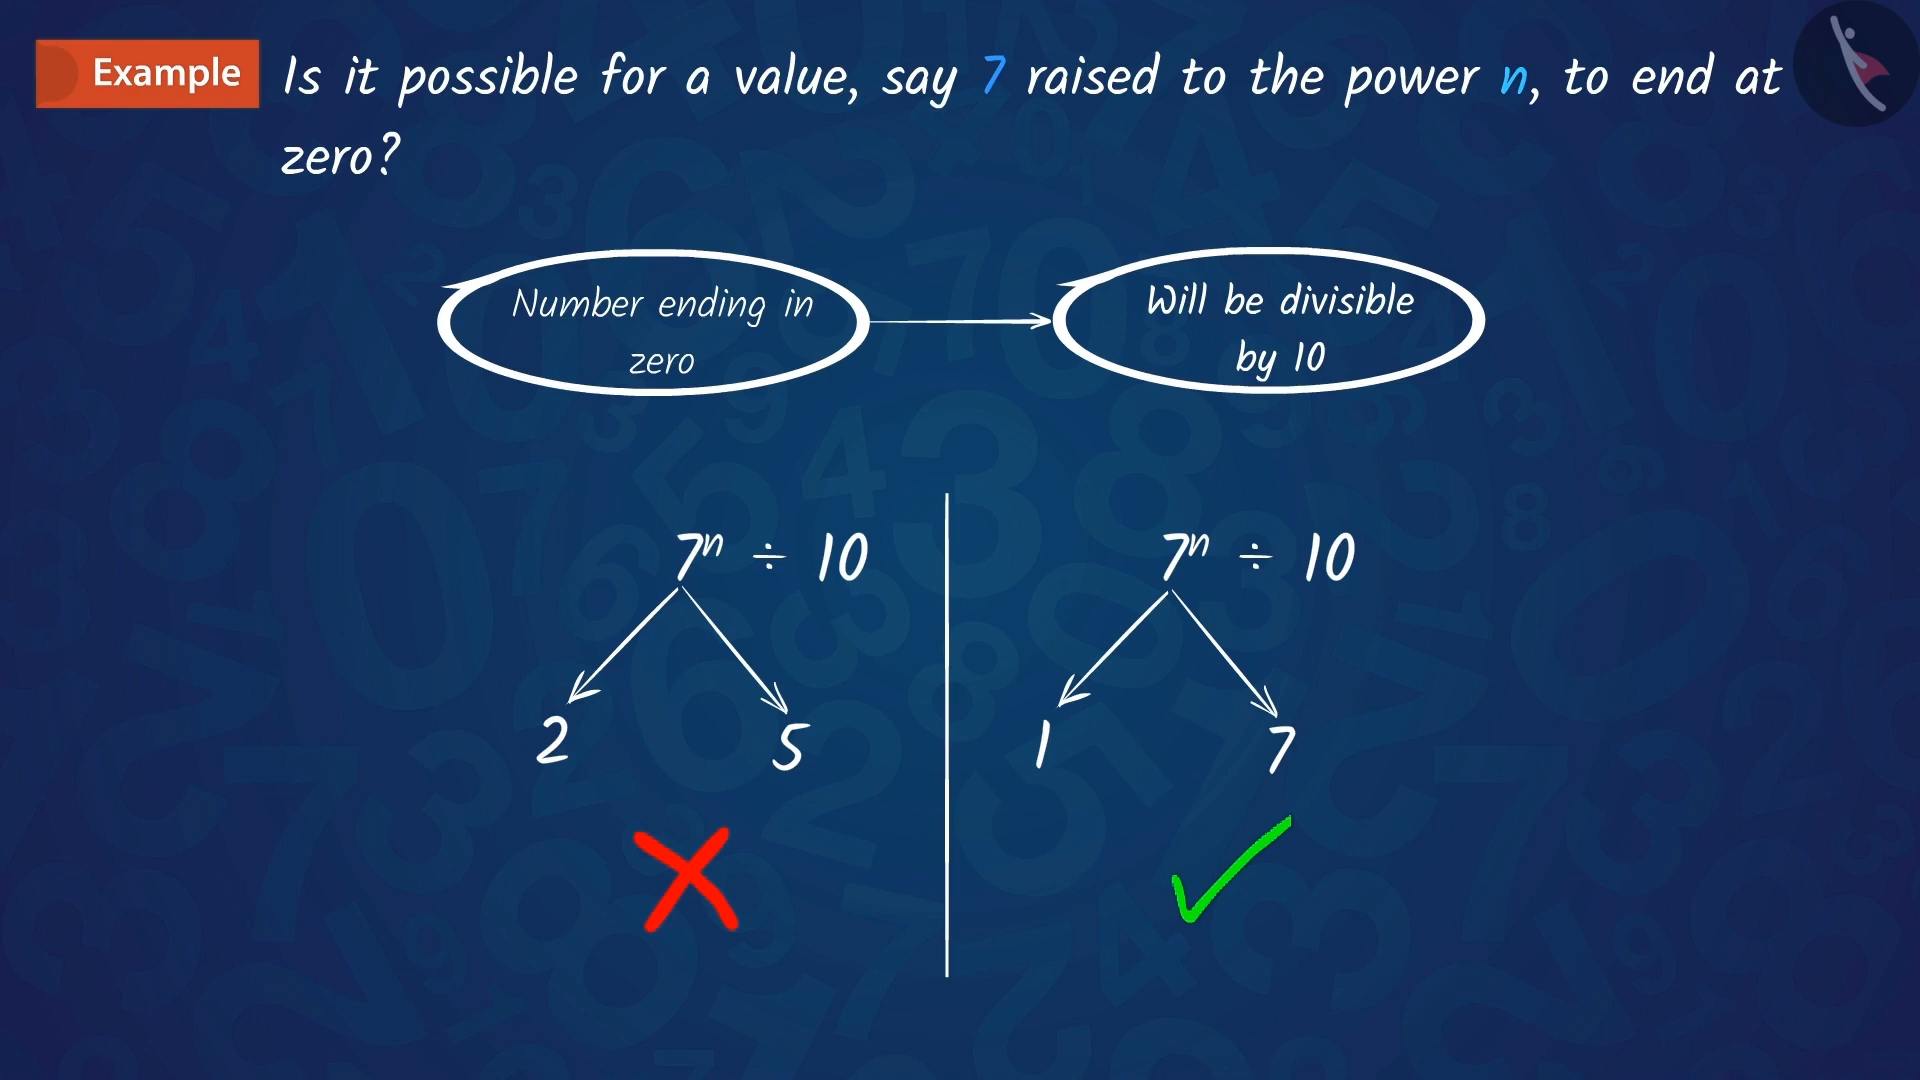 Example
Is it possible for a value, say 7 raised to the power n, to end at
zero?
Number ending in
zero
Will be divisible
by 10
7ⁿ ÷ 10
2 5
7ⁿ ÷ 10
1 7